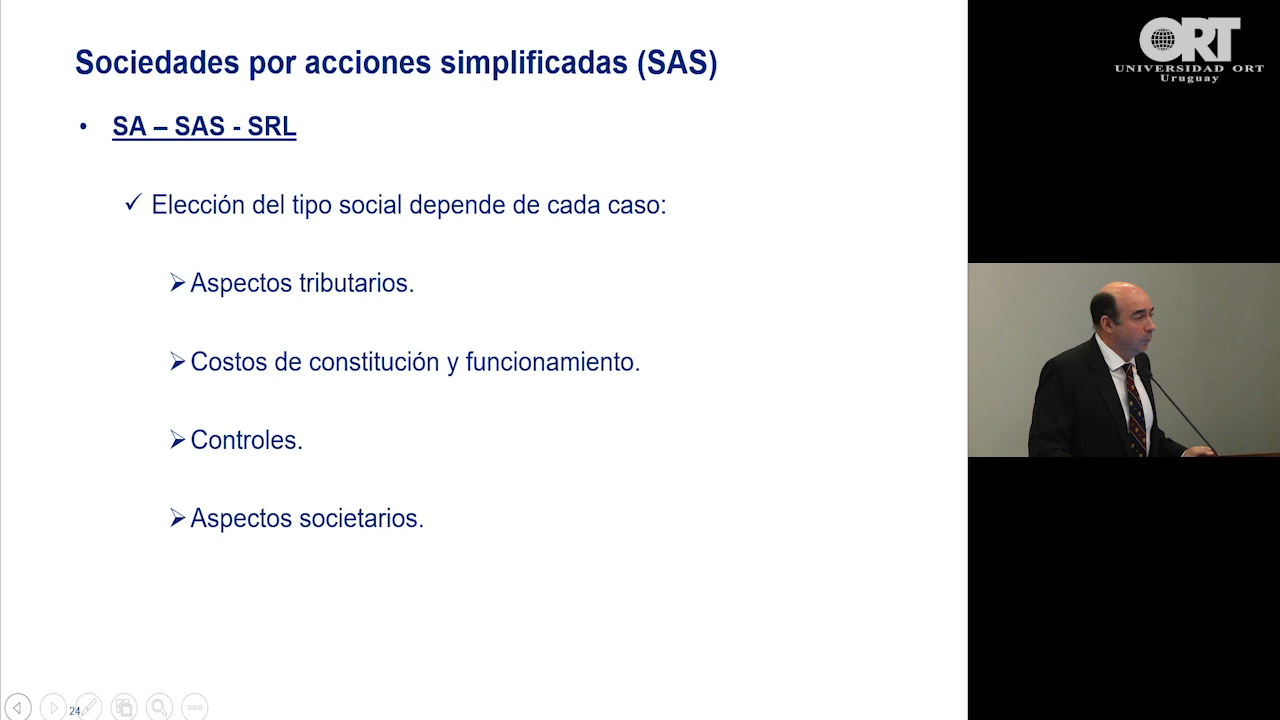 Sociedades por acciones simplificadas (SAS)
• SA – SAS - SRL
✓ Elección del tipo social depende de cada caso:
➢ Aspectos tributarios.
➢ Costos de constitución y funcionamiento.
➢ Controles.
➢ Aspectos societarios.
24
ORT
UNIVERSIDAD ORT
Uruguay